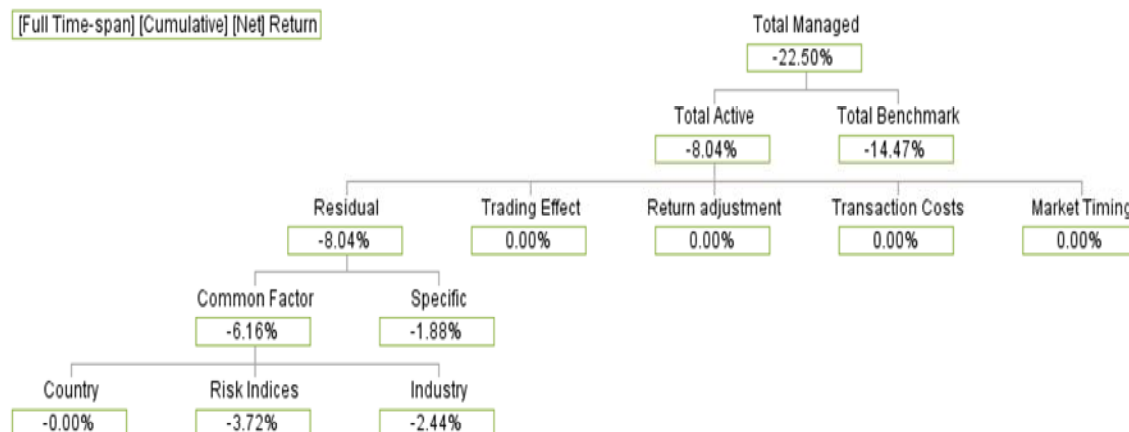 [Full Time-span] [Cumulative] [Net] Return
Total Managed
-22.50%
Total Active
Total Benchmark
-8.04%
-14.47%
Residual
Trading Effect
Return adjustment
Transaction Costs
Market Timing
-8.04%
0.00%
0.00%
0.00%
0.00%
Common Factor
Specific
-6.16%
-1.88%
Country
Risk Indices
Industry
-0.00%
-3.72%
-2.44%